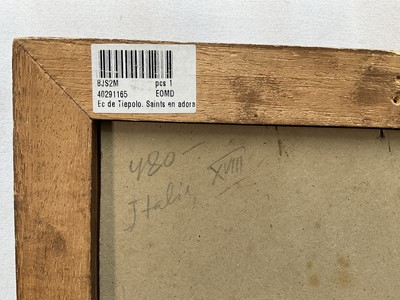 BJS2M pcs 1
40291165 EOMD
Ec de Tiepolo. Saints en adora
480-
Italie, XVIII